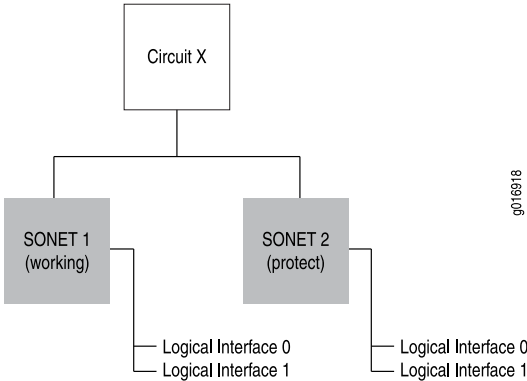 Circuit X
SONET 1
(working)
SONET 2
(protect)
Logical Interface 0
Logical Interface 1
Logical Interface 0
Logical Interface 1
g016918